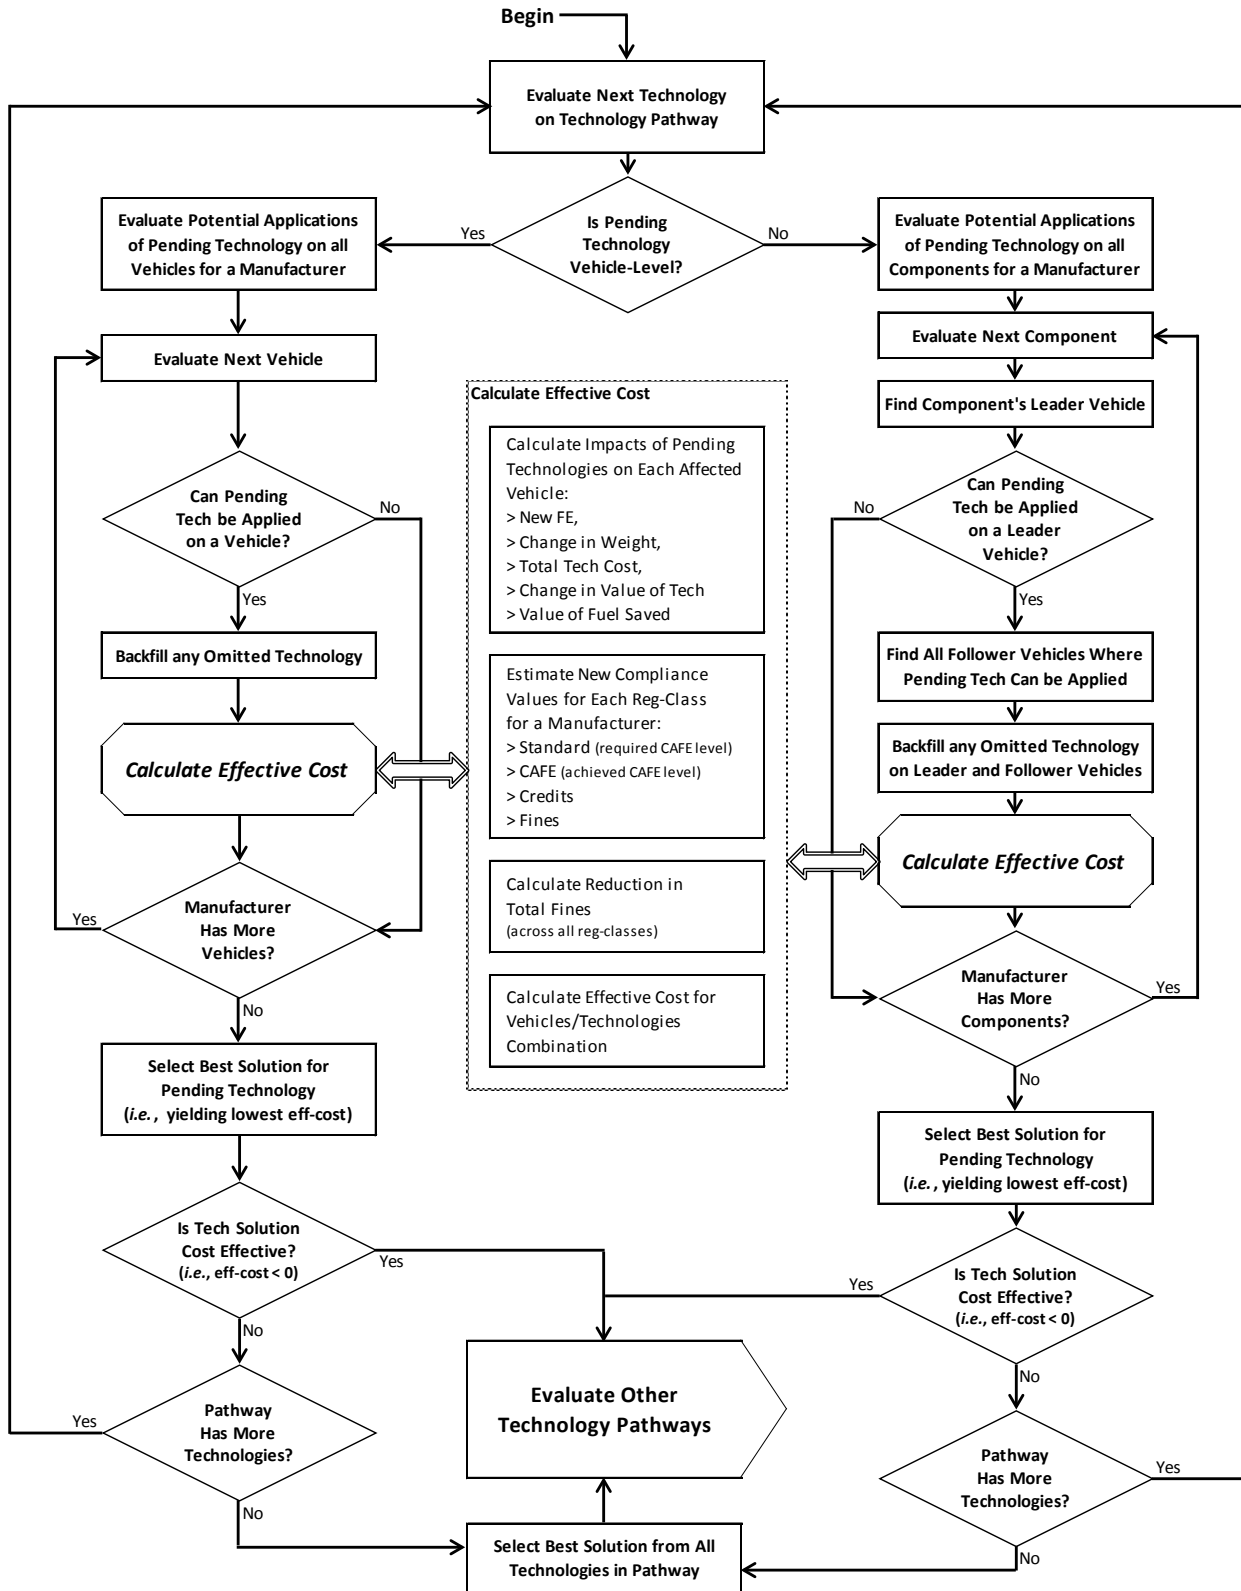 Begin
Evaluate Next Technology
on Technology Pathway
Is Pending
Technology
Vehicle-Level?
Yes
No
Evaluate Potential Applications
of Pending Technology on all
Vehicles for a Manufacturer
Evaluate Next Vehicle
Can Pending
Tech be Applied
on a Vehicle?
No
Yes
Backfill any Omitted Technology
Calculate Effective Cost
Manufacturer
Has More
Vehicles?
Yes
No
Select Best Solution for
Pending Technology
(i.e., yielding lowest eff-cost)
Is Tech Solution
Cost Effective?
(i.e., eff-cost < 0)
Yes
No
Pathway
Has More
Technologies?
Yes
No
Calculate Effective Cost
Calculate Impacts of Pending
Technologies on Each Affected
Vehicle:
> New FE,
> Change in Weight,
> Total Tech Cost,
> Change in Value of Tech
> Value of Fuel Saved
Estimate New Compliance
Values for Each Reg-Class
for a Manufacturer:
> Standard (required CAFE level)
> CAFE (achieved CAFE level)
> Credits
> Fines
Calculate Reduction in
Total Fines
(across all reg-classes)
Calculate Effective Cost for
Vehicles/Technologies
Combination
Evaluate Other
Technology Pathways
Select Best Solution from All
Technologies in Pathway
Evaluate Potential Applications
of Pending Technology on all
Components for a Manufacturer
Evaluate Next Component
Find Component's Leader Vehicle
Can Pending
Tech be Applied
on a Leader
Vehicle?
No
Yes
Find All Follower Vehicles Where
Pending Tech Can be Applied
Backfill any Omitted Technology
on Leader and Follower Vehicles
Calculate Effective Cost
Manufacturer
Has More
Components?
Yes
No
Select Best Solution for
Pending Technology
(i.e., yielding lowest eff-cost)
Is Tech Solution
Cost Effective?
(i.e., eff-cost < 0)
Yes
No
Pathway
Has More
Technologies?
Yes
No